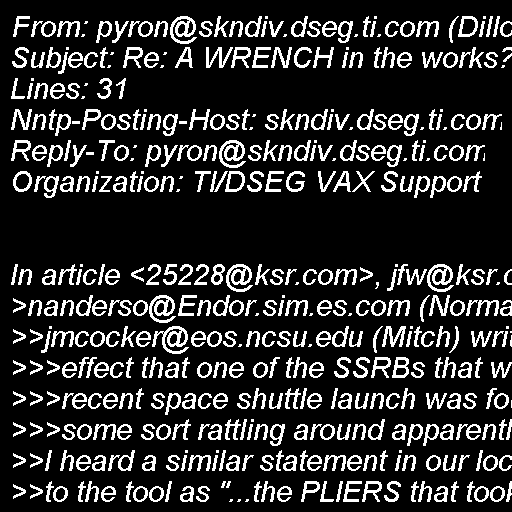 From: pyron@skndiv.dseg.ti.com (Dillo
Subject: Re: A WRENCH in the works?
Lines: 31
Nntp-Posting-Host: skndiv.dseg.ti.com
Reply-To: pyron@skndiv.dseg.ti.com
Organization: TI/DSEG VAX Support
In article <25228@ksr.com>, jfw@ksr.c
>nanderso@Endor.sim.es.com (Norma
>>jmcocker@eos.ncsu.edu (Mitch) writ
>>>effect that one of the SSRBs that w
>>>recent space shuttle launch was fou
>>>some sort rattling around apparentl
>>I heard a similar statement in our loc
>>to the tool as "...the PLIERS that took